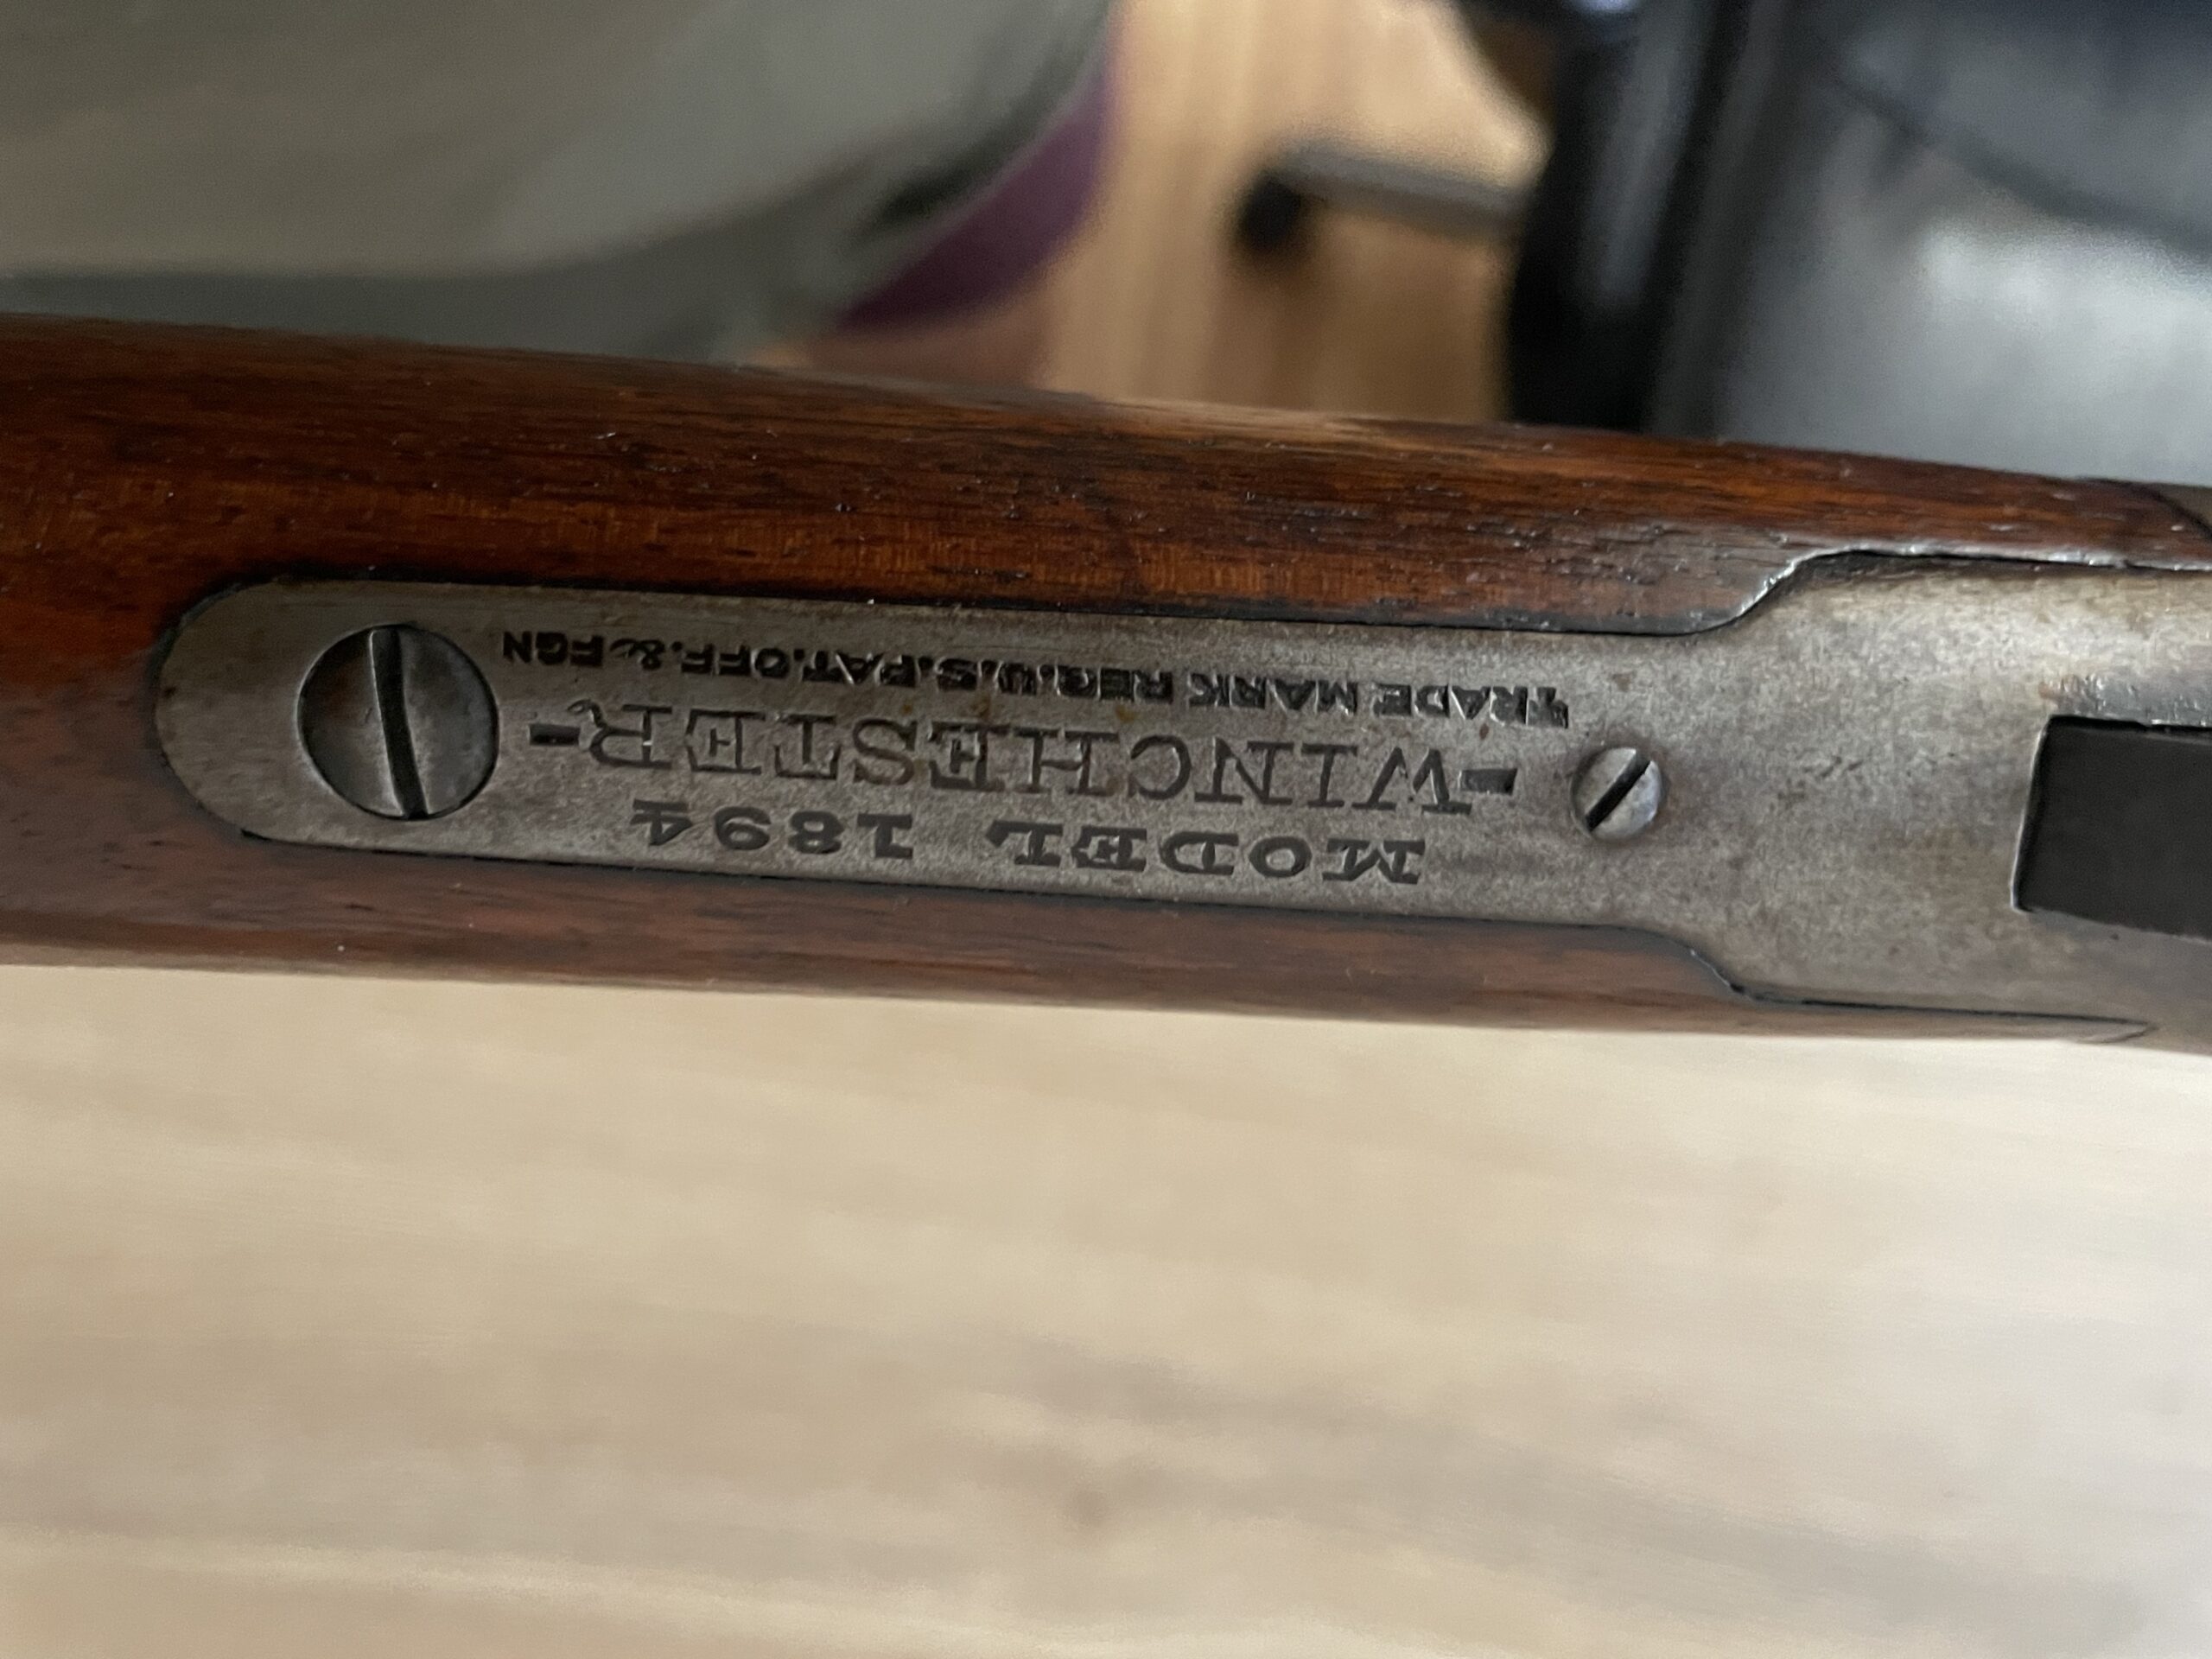 MODEL 1894
-WINCHESTER-
TRADE MARK REG.U.S.PAT.OFF.& FGN